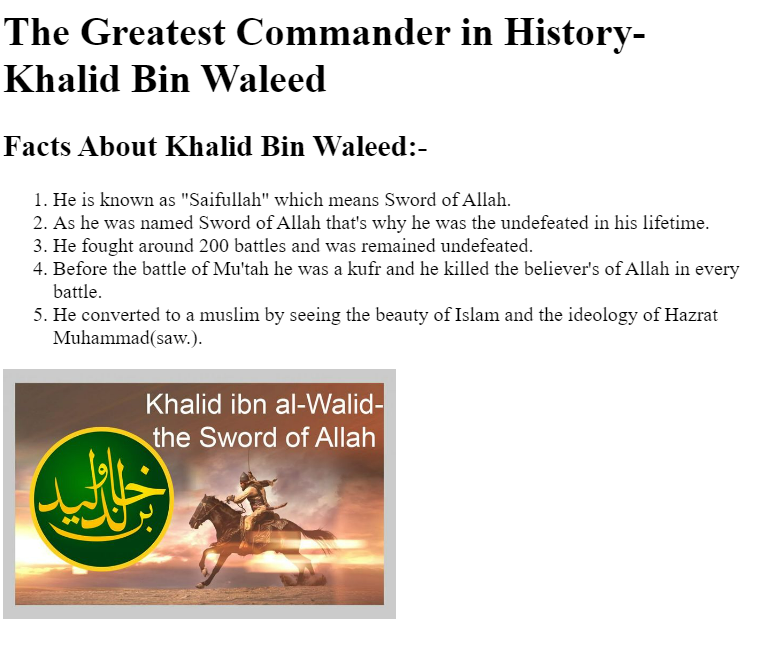 The Greatest Commander in History-
Khalid Bin Waleed
Facts About Khalid Bin Waleed:-
1. He is known as "Saifullah" which means Sword of Allah.
2. As he was named Sword of Allah that's why he was the undefeated in his lifetime.
3. He fought around 200 battles and was remained undefeated.
4. Before the battle of Mu'tah he was a kufr and he killed the believer's of Allah in every
battle.
5. He converted to a muslim by seeing the beauty of Islam and the ideology of Hazrat
Muhammad(saw.).
Khalid ibn al-Walid-
the Sword of Allah
خالد بن الوليد